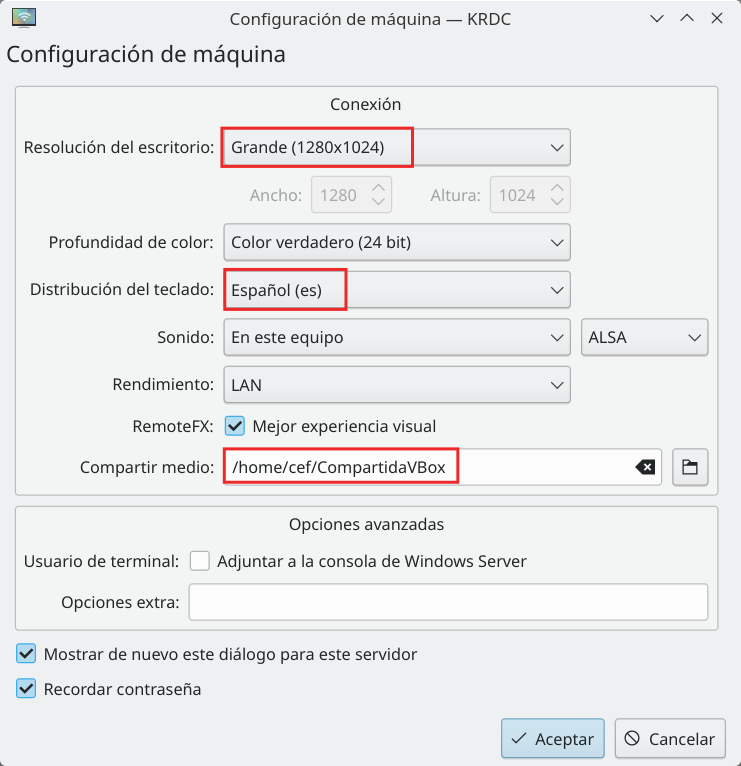 Configuración de máquina — KRDC
Configuración de máquina
Conexión
Resolución del escritorio: Grande (1280x1024)
Ancho: 1280 Altura: 1024
Profundidad de color: Color verdadero (24 bit)
Distribución del teclado: Español (es)
Sonido: En este equipo ALSA
Rendimiento: LAN
RemoteFX: Mejor experiencia visual
Compartir medio: /home/cef/CompartidaVBox
Opciones avanzadas
Usuario de terminal: Adjuntar a la consola de Windows Server
Opciones extra:
Mostrar de nuevo este diálogo para este servidor
Recordar contraseña
Aceptar Cancelar